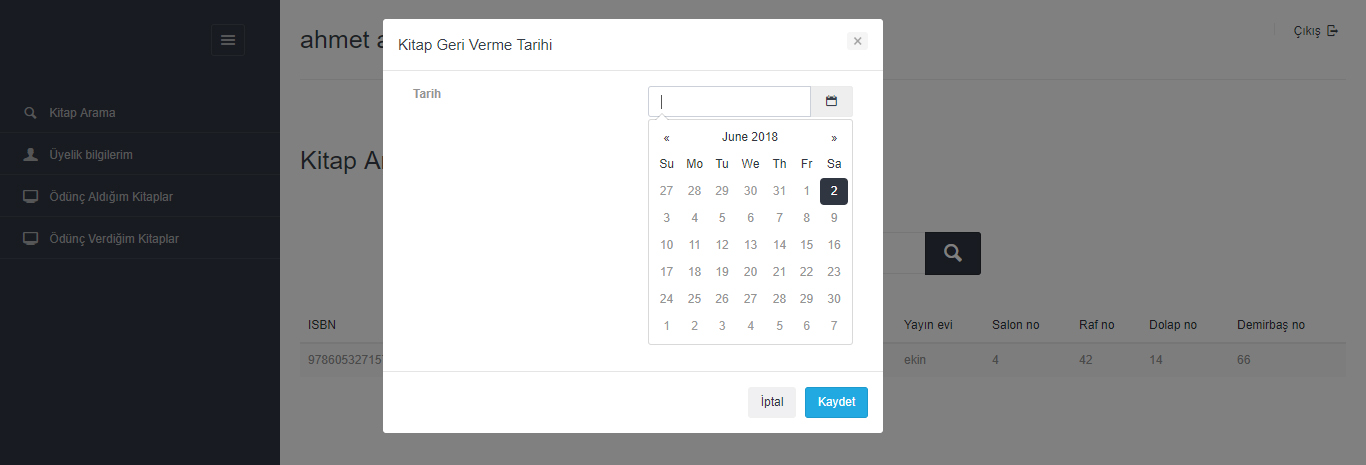 ahmet a
Çıkış
Kitap Arama
Üyelik bilgilerim
Ödünç Aldığım Kitaplar
Ödünç Verdiğim Kitaplar
Kitap Geri Verme Tarihi
×
Tarih
« June 2018 »
Su Mo Tu We Th Fr Sa
27 28 29 30 31 1 2
3 4 5 6 7 8 9
10 11 12 13 14 15 16
17 18 19 20 21 22 23
24 25 26 27 28 29 30
1 2 3 4 5 6 7
İptal Kaydet
Kitap Ar
ISBN Yayın evi Salon no Raf no Dolap no Demirbaş no
978605327157 ekin 4 42 14 66